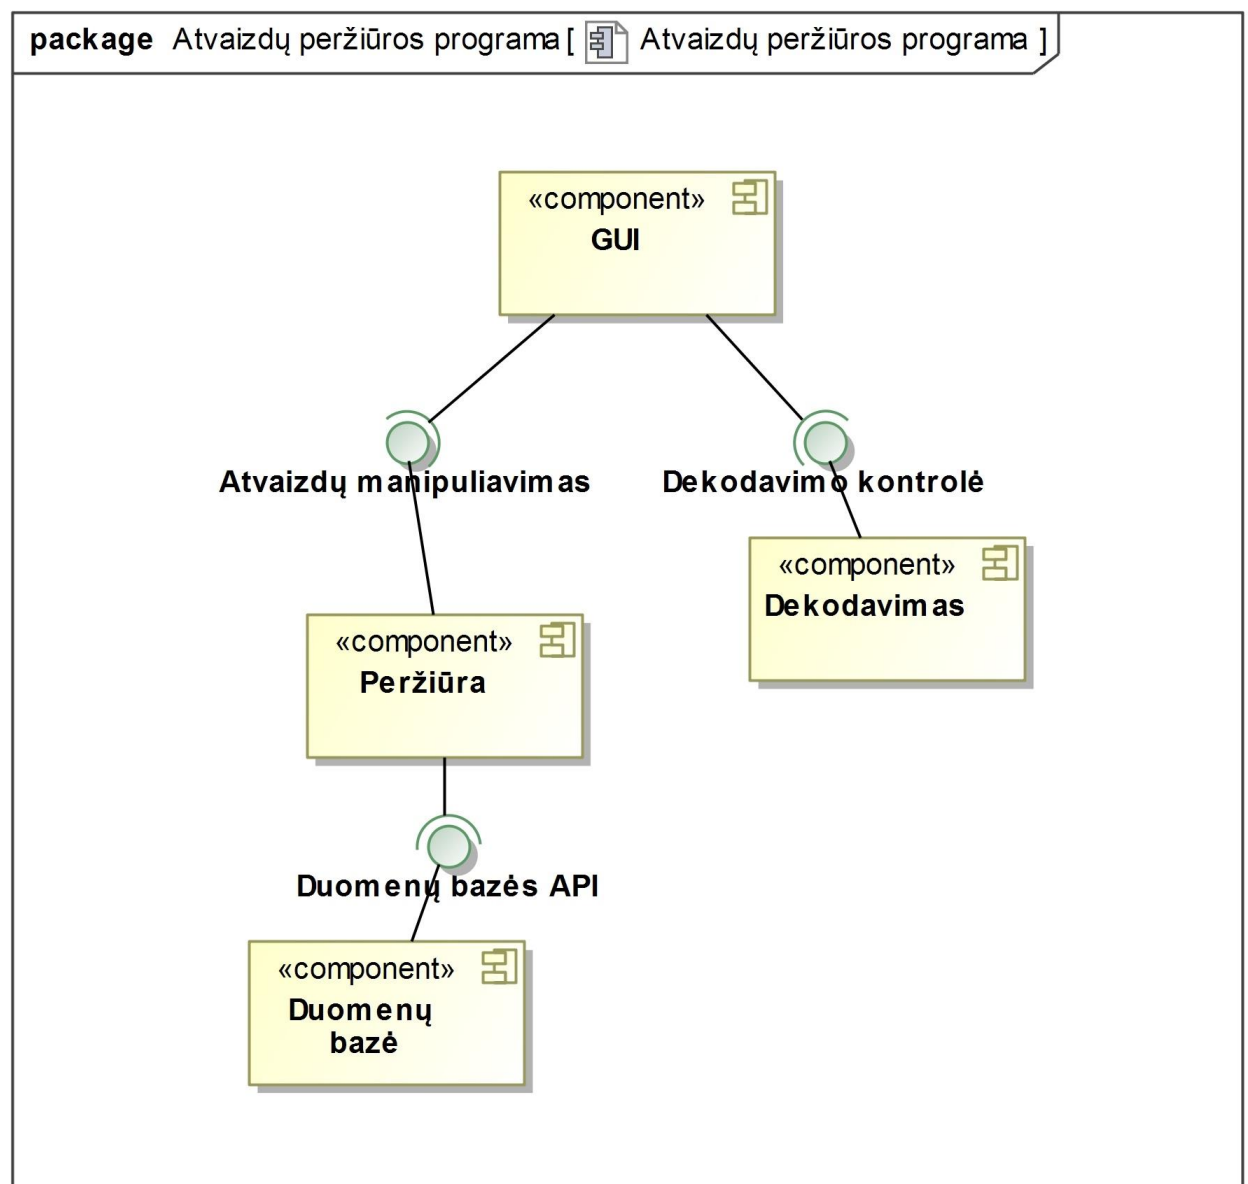 package Atvaizdų peržiūros programa [ Atvaizdų peržiūros programa ]
«component»
GUI
Atvaizdų manipuliavimas
Dekodavimo kontrolė
«component»
Dekodavimas
«component»
Peržiūra
Duomenų bazės API
«component»
Duomenų
bazė